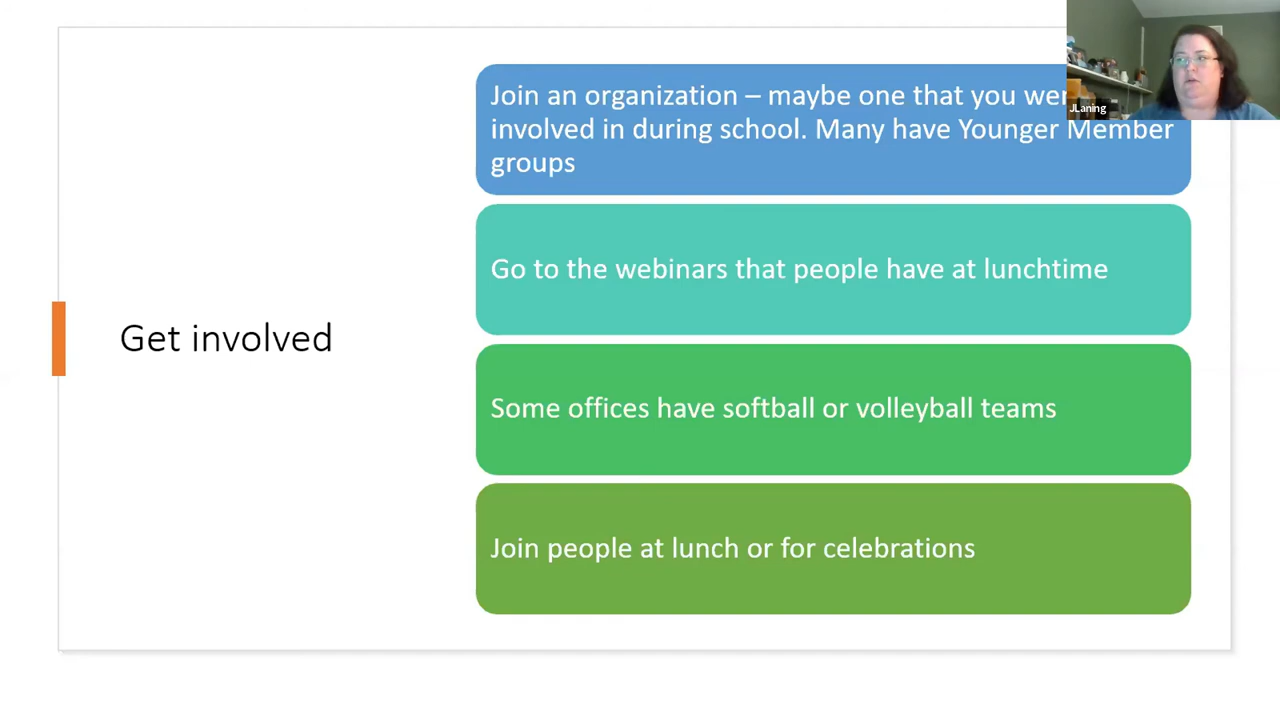 Join an organization – maybe one that you
involved in during school. Many have Younger Member
groups
JLaning
Go to the webinars that people have at lunchtime
Get involved
Some offices have softball or volleyball teams
Join people at lunch or for celebrations